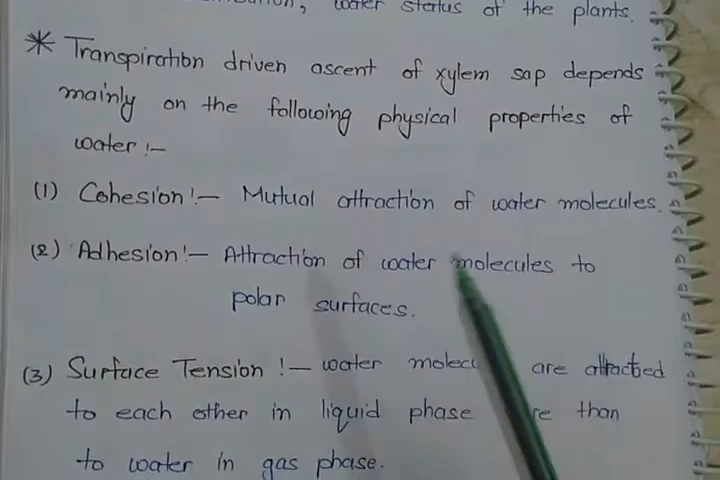 water status of the plants.
* Transpiration driven ascent of xylem sap depends
mainly on the following physical properties of
water :-
(1) Cohesion :- Mutual attraction of water molecules.
(2) Adhesion :- Attraction of water molecules to
polar surfaces.
(3) Surface Tension :- water are attracted
to each other in liquid phase than
to water in gas phase.